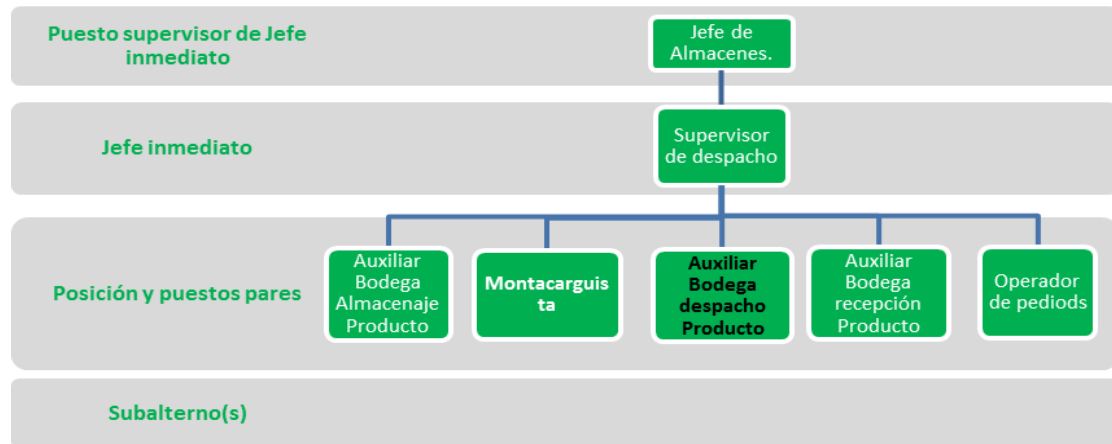 Puesto supervisor de Jefe
inmediato
Jefe de
Almacenes.
Jefe inmediato
Supervisor
de despacho
Posición y puestos pares
Auxiliar
Bodega
Almacenaje
Producto
Montacarguis
ta
Auxiliar
Bodega
despacho
Producto
Auxiliar
Bodega
recepción
Producto
Operador
de pediods
Subalterno(s)